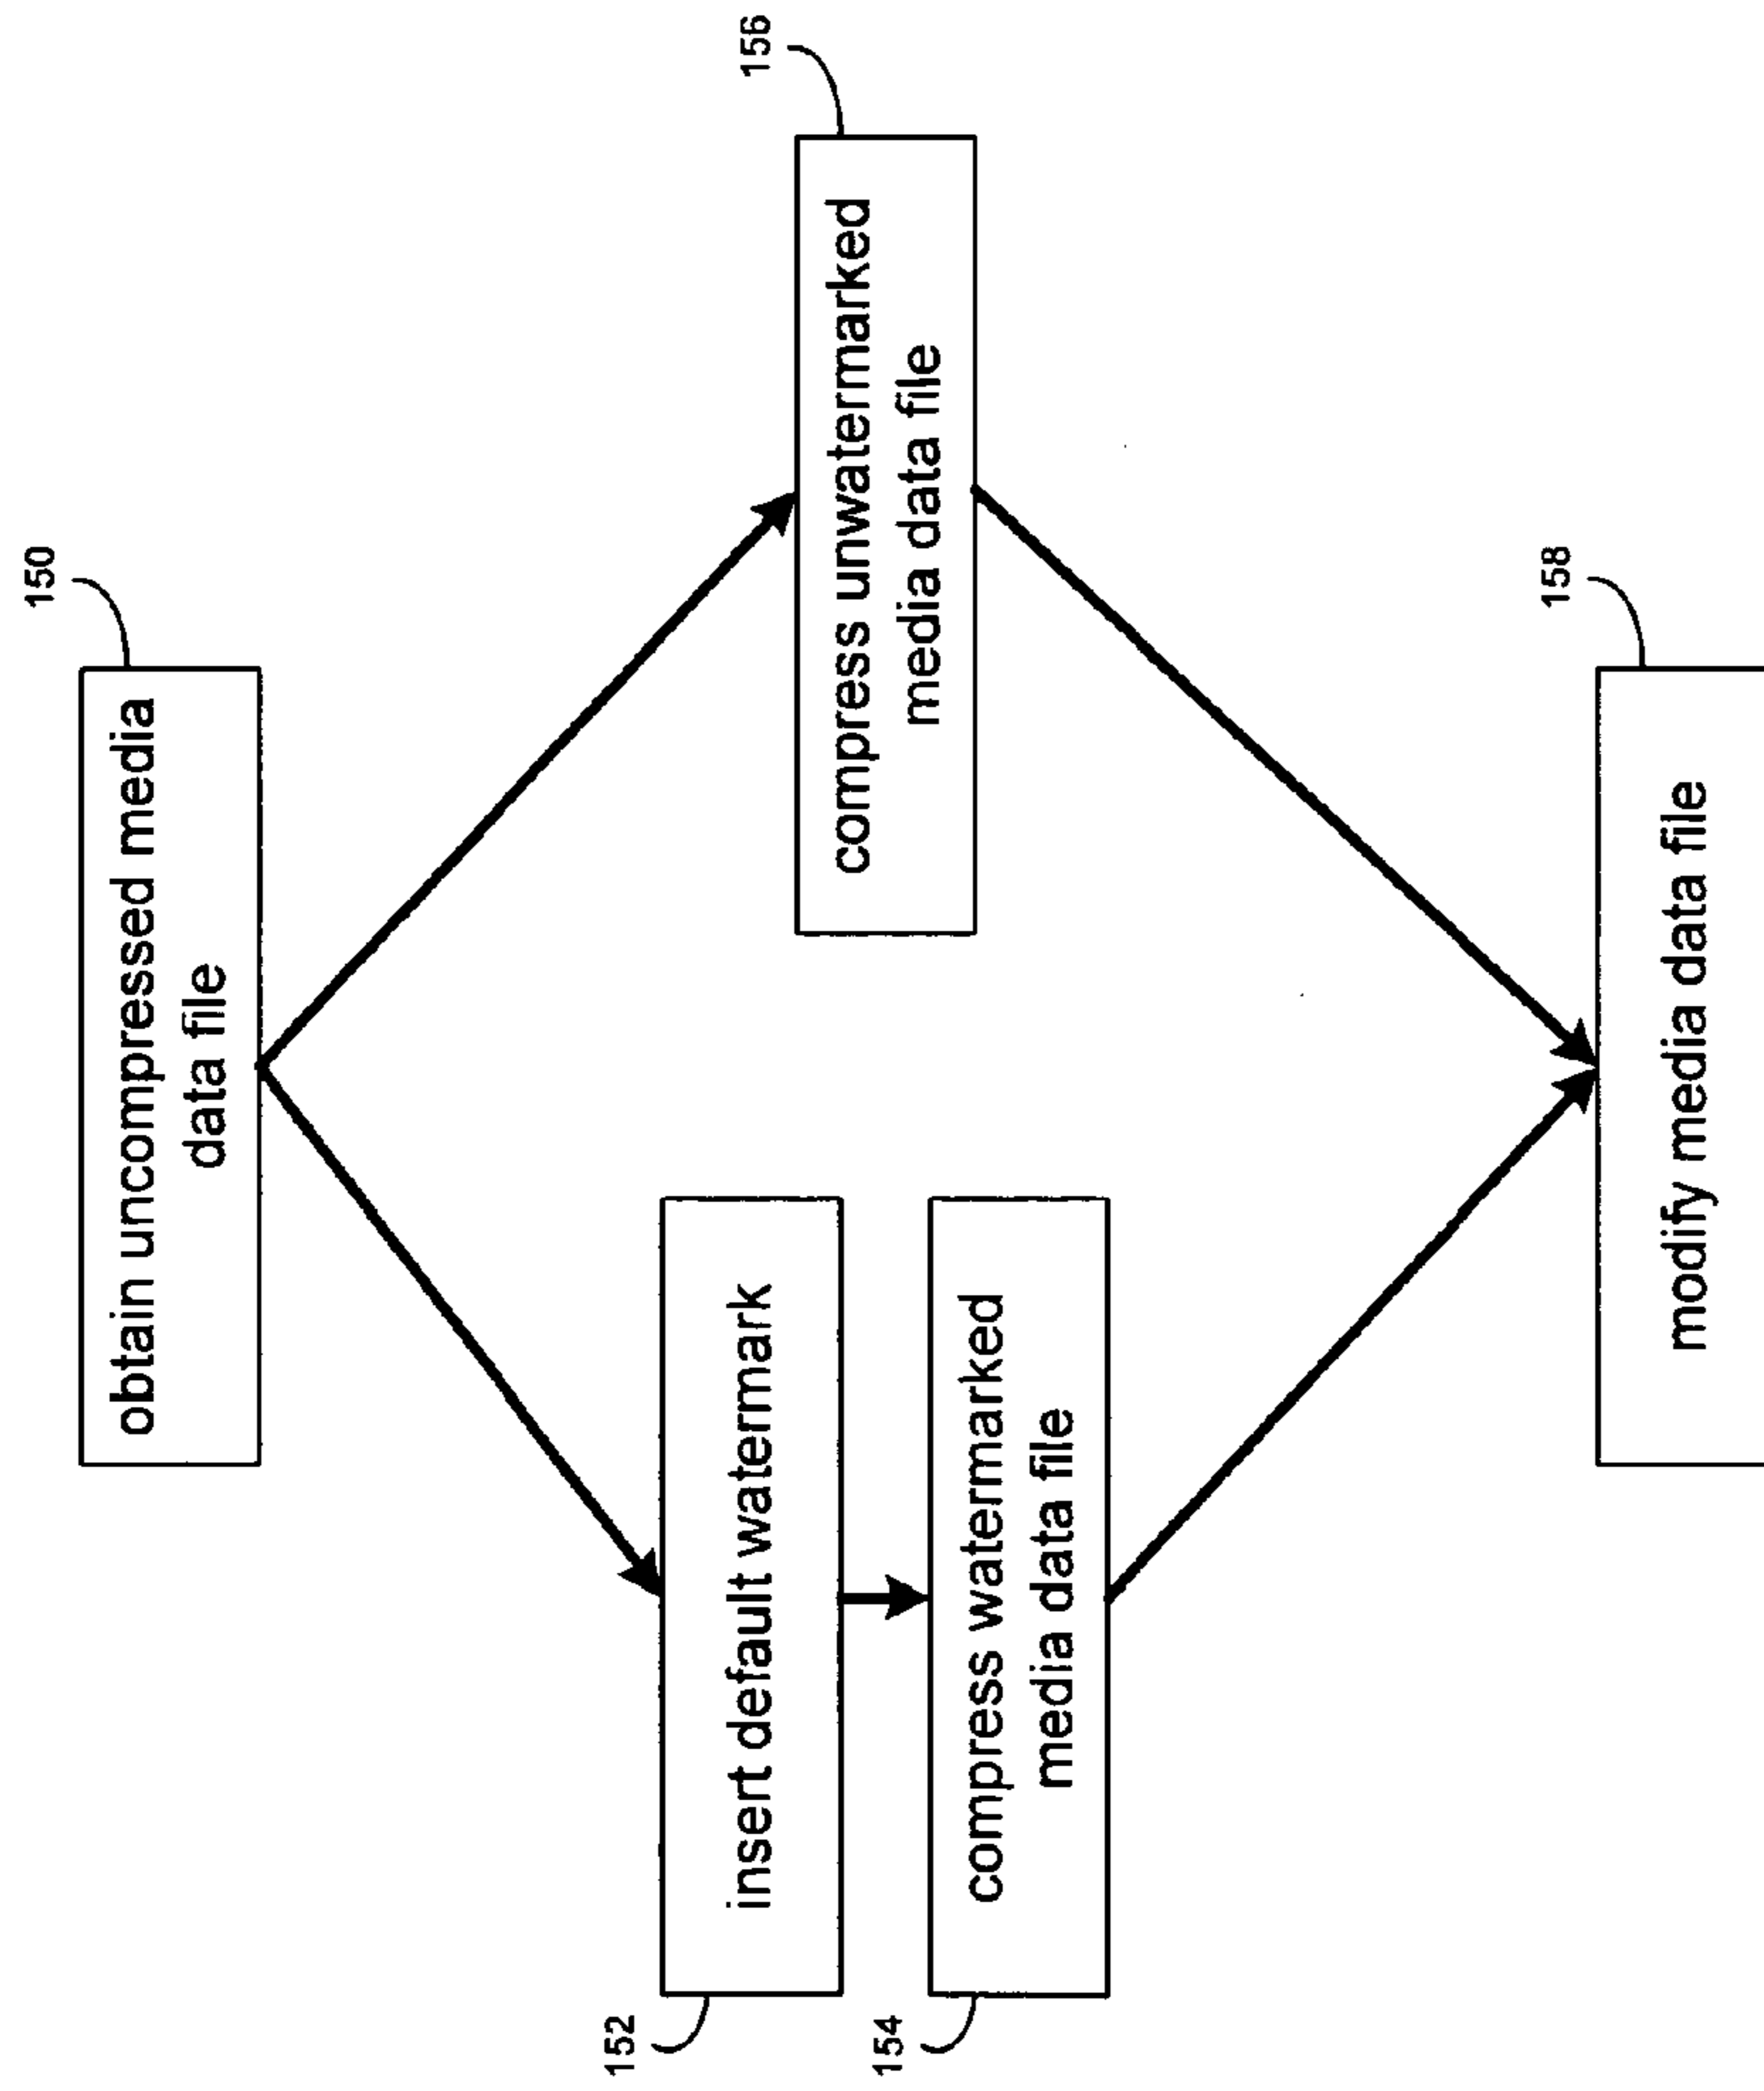 150
obtain uncompressed media
data file
152
insert default watermark
154
compress watermarked
media data file
156
compress unwatermarked
media data file
158
modify media data file